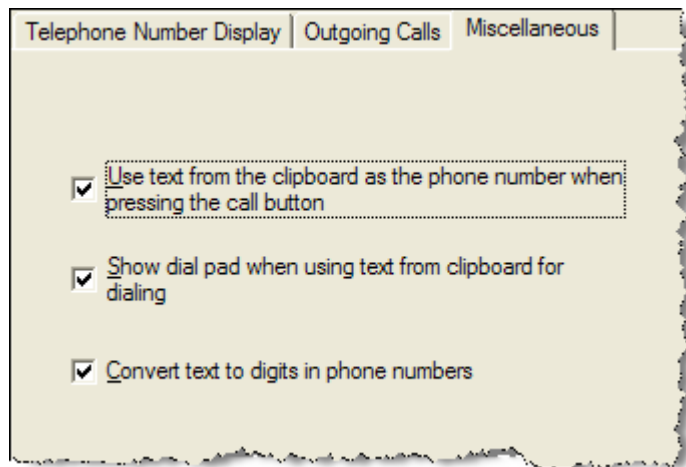 Telephone Number Display Outgoing Calls Miscellaneous
Use text from the clipboard as the phone number when
pressing the call button
Show dial pad when using text from clipboard for
dialing
Convert text to digits in phone numbers